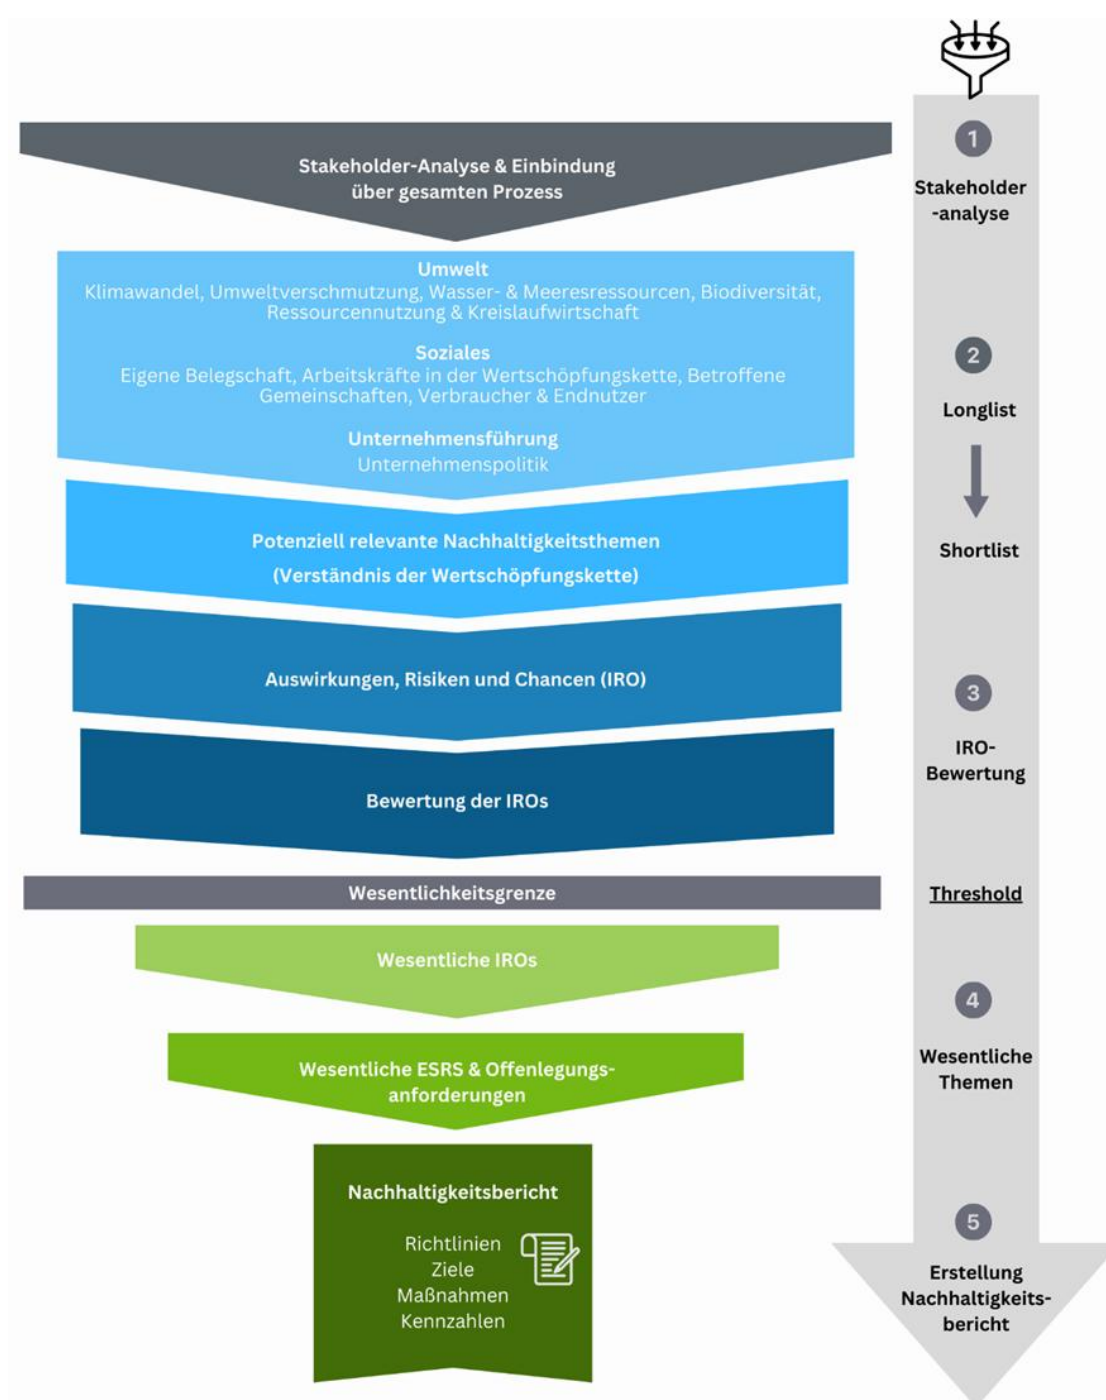 1
Stakeholder-Analyse & Einbindung
über gesamten Prozess
Stakeholder
-analyse
Umwelt
Klimawandel, Umweltverschmutzung, Wasser- & Meeresressourcen, Biodiversität,
Ressourcennutzung & Kreislaufwirtschaft
Soziales
Eigene Belegschaft, Arbeitskräfte in der Wertschöpfungskette, Betroffene
Gemeinschaften, Verbraucher & Endnutzer
Unternehmensführung
Unternehmenspolitik
2
Longlist
Potenziell relevante Nachhaltigkeitsthemen
(Verständnis der Wertschöpfungskette)
Shortlist
Auswirkungen, Risiken und Chancen (IRO)
3
IRO-
Bewertung
Bewertung der IROs
Wesentlichkeitsgrenze
Threshold
Wesentliche IROs
4
Wesentliche
Themen
Wesentliche ESRS & Offenlegungs-
anforderungen
Nachhaltigkeitsbericht
Richtlinien
Ziele
Maßnahmen
Kennzahlen
5
Erstellung
Nachhaltigkeits-
bericht